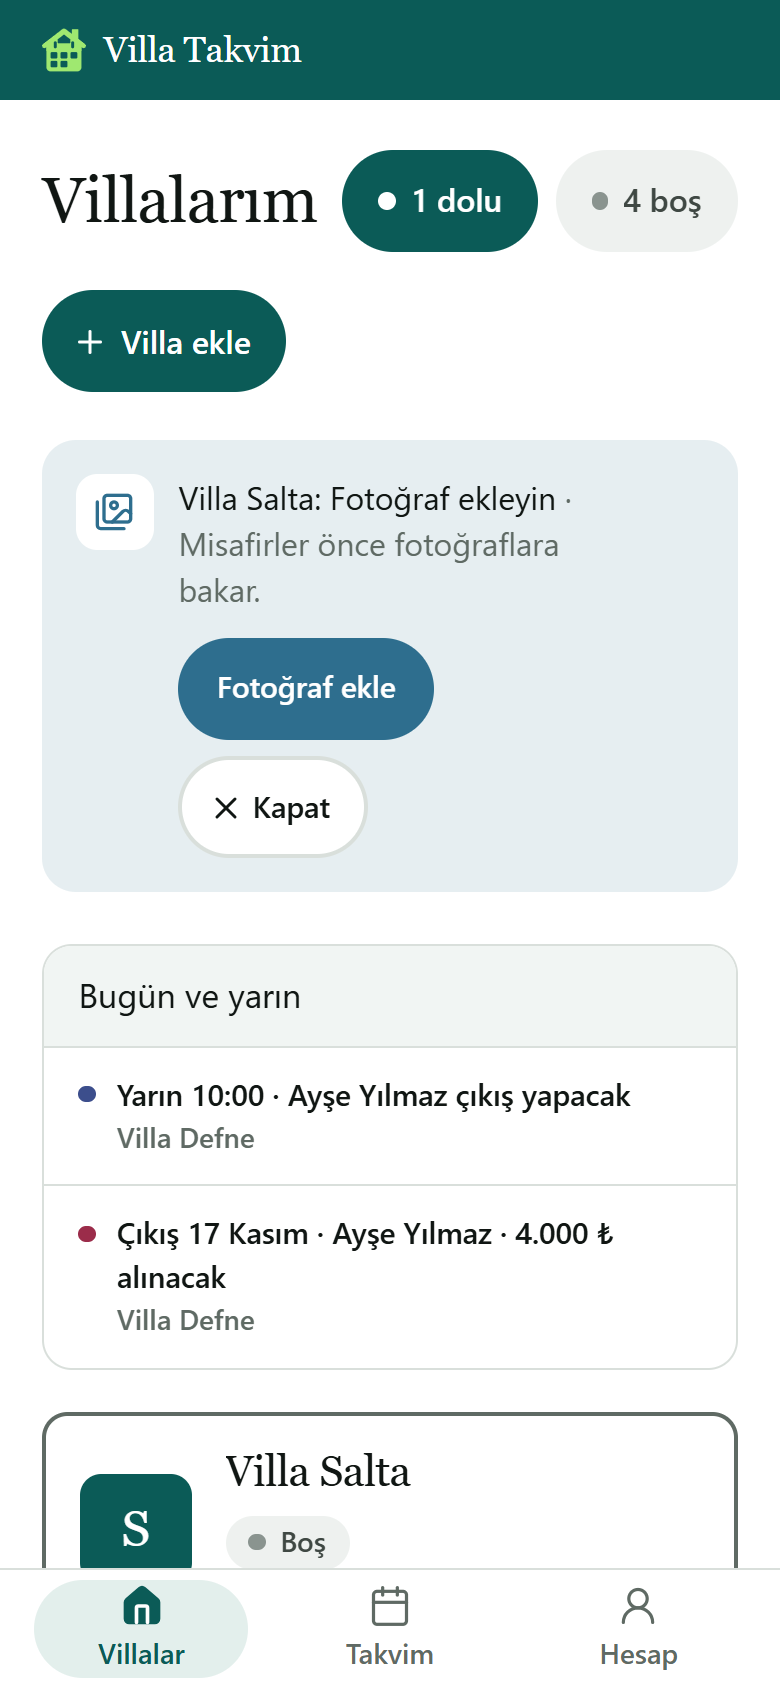 Villa Takvim
Villalarım
1 dolu
4 boş
Villa ekle
Villa Salta: Fotoğraf ekleyin ·
Misafirler önce fotoğraflara
bakar.
Fotoğraf ekle
Kapat
Bugün ve yarın
Yarın 10:00 · Ayşe Yılmaz çıkış yapacak
Villa Defne
Çıkış 17 Kasım · Ayşe Yılmaz · 4.000 ₺
alınacak
Villa Defne
S
Villa Salta
Boş
Villalar
Takvim
Hesap